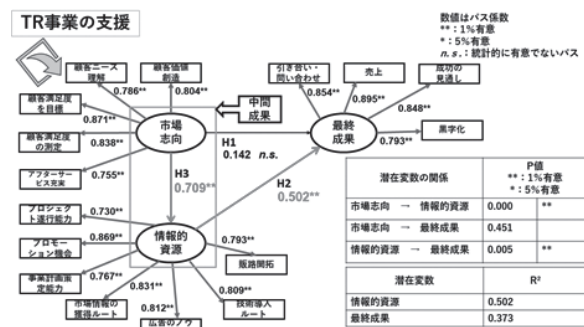 TR事業の支援
数値はパス係数
**：1%有意
*：5%有意
n.s.：統計的に有意でないパス
顧客ニーズ
理解
顧客価値
創造
引き合い・
問い合わせ
売上
成功の
見通し
0.786**
0.804**
0.854**
0.895**
0.848**
顧客満足度
を目標
0.871**
中間
成果
顧客満足度
の測定
0.838**
市場
志向
最終
成果
0.793**
黒字化
H1
0.142 n.s.
アフターサー
ビス充実
0.755**
H3
0.709**
H2
0.502**
プロジェク
ト遂行能力
0.730**
プロモー
ション機会
0.869**
情報的
資源
0.793**
販路開拓
事業計画策
定能力
0.767**
0.831**
0.812**
0.809**
市場情報の
獲得ルート
技術導入
ルート
潜在変数の関係
P値
**：1%有意
*：5%有意
市場志向 → 情報的資源 0.000 **
市場志向 → 最終成果 0.451
情報的資源 → 最終成果 0.005 **
潜在変数 R²
情報的資源 0.502
最終成果 0.373